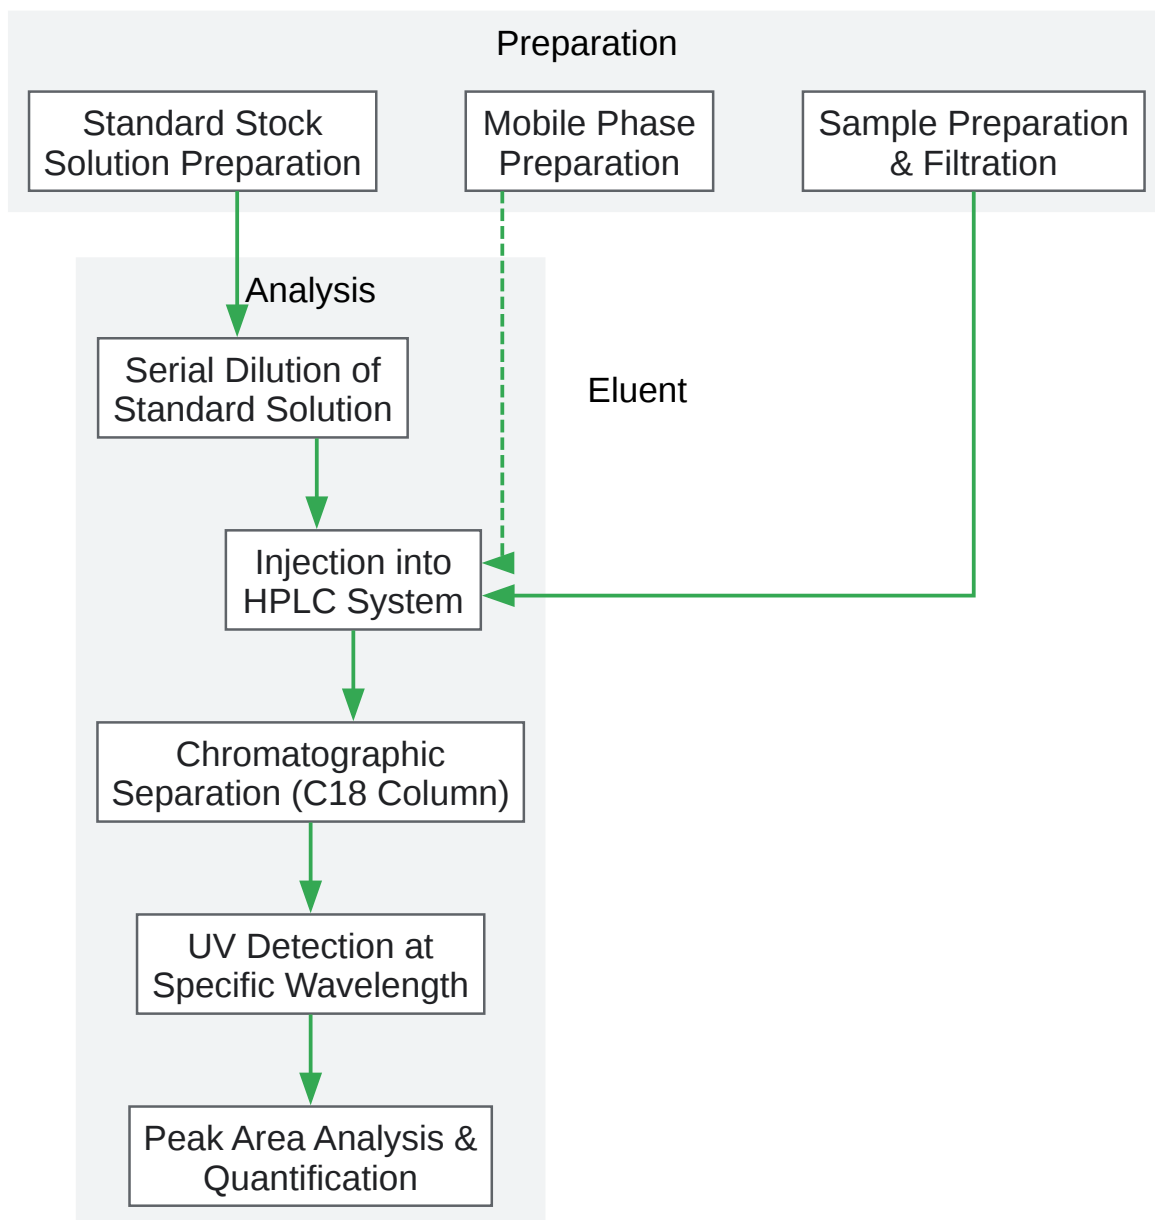 Preparation
Standard Stock
Solution Preparation
Mobile Phase
Preparation
Sample Preparation
& Filtration
Analysis
Serial Dilution of
Standard Solution
Eluent
Injection into
HPLC System
Chromatographic
Separation (C18 Column)
UV Detection at
Specific Wavelength
Peak Area Analysis &
Quantification